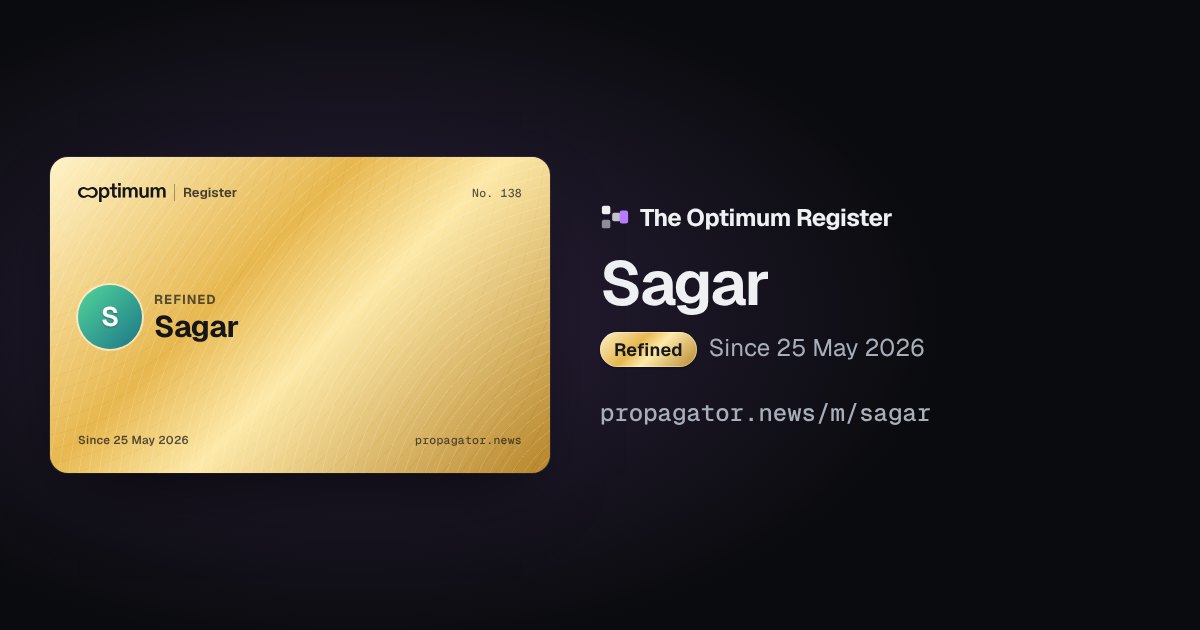 optimum | Register
No. 138
S
REFINED
Sagar
Since 25 May 2026
propagator.news
The Optimum Register
Sagar
Refined
Since 25 May 2026
propagator.news/m/sagar